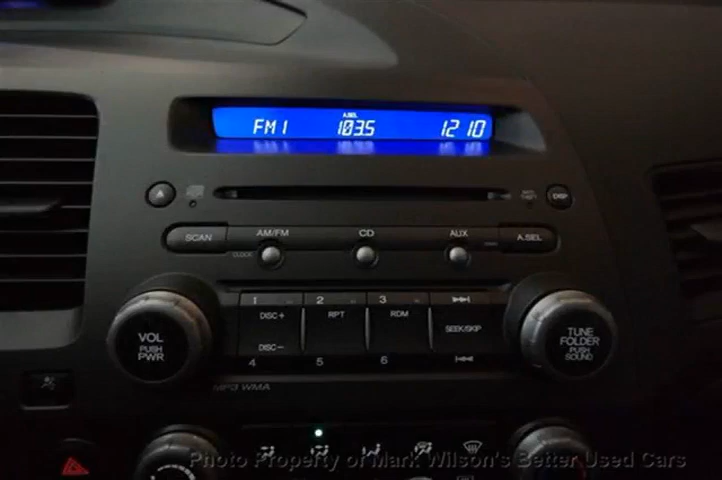 A.SEL
FM1 103.5 12 10
DISP
SCAN AM/FM CD AUX A.SEL
CLOCK
1 2 3
DISC+ RPT RDM SEEK/SKIP
DISC−
4 5 6
VOL
PUSH
PWR
TUNE
FOLDER
PUSH
SOUND
MP3 WMA
Photo Property of Mark Wilson's Better Used Cars